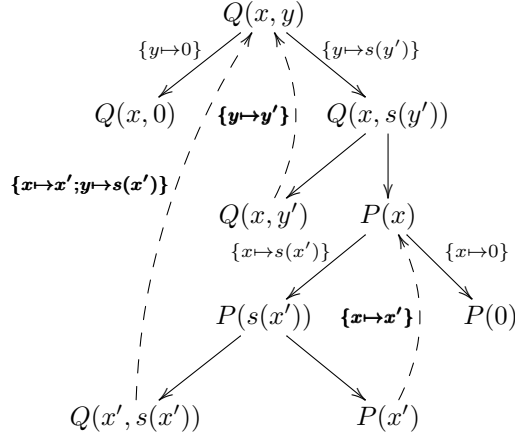 Q(x, y)
{y↦0}
{y↦s(y′)}
Q(x, 0)
{y↦y′}
Q(x, s(y′))
{x↦x′;y↦s(x′)}
Q(x, y′)
P(x)
{x↦s(x′)}
{x↦0}
P(s(x′))
{x↦x′}
P(0)
Q(x′, s(x′))
P(x′)